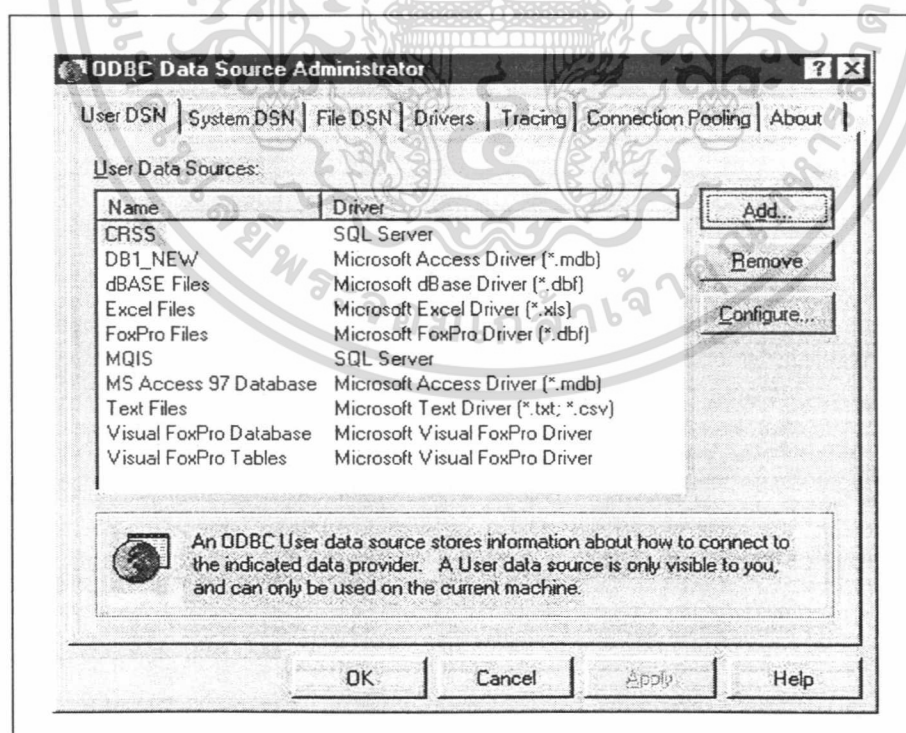 ODBC Data Source Administrator
User DSN System DSN File DSN Drivers Tracing Connection Pooling About
User Data Sources:
Name Driver
CRSS SQL Server
DB1_NEW Microsoft Access Driver (*.mdb)
dBASE Files Microsoft dBase Driver (*.dbf)
Excel Files Microsoft Excel Driver (*.xls)
FoxPro Files Microsoft FoxPro Driver (*.dbf)
MQIS SQL Server
MS Access 97 Database Microsoft Access Driver (*.mdb)
Text Files Microsoft Text Driver (*.txt; *.csv)
Visual FoxPro Database Microsoft Visual FoxPro Driver
Visual FoxPro Tables Microsoft Visual FoxPro Driver
Add...
Remove
Configure...
An ODBC User data source stores information about how to connect to
the indicated data provider. A User data source is only visible to you,
and can only be used on the current machine.
OK Cancel Apply Help